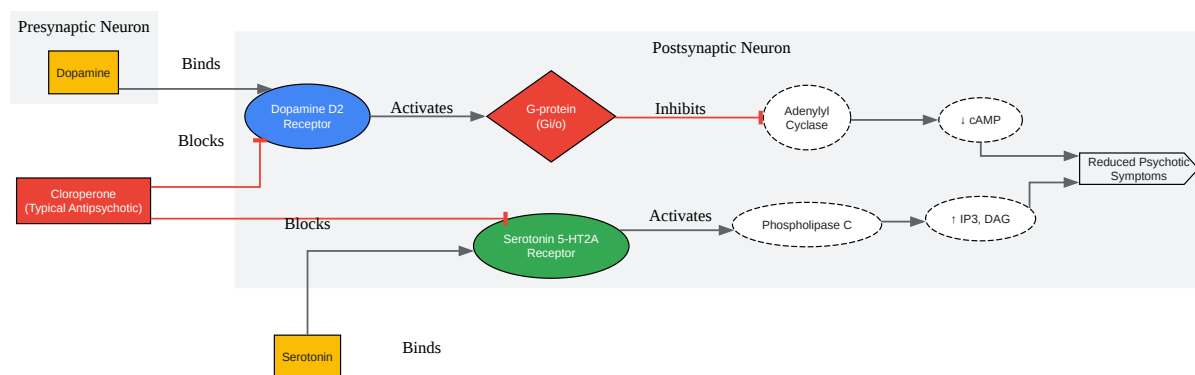 Presynaptic Neuron
Postsynaptic Neuron
Dopamine
Binds
Dopamine D2
Receptor
Activates
G-protein
(Gi/o)
Inhibits
Adenylyl
Cyclase
↓ cAMP
Blocks
Reduced Psychotic
Symptoms
Cloroperone
(Typical Antipsychotic)
Blocks
Serotonin 5-HT2A
Receptor
Activates
Phospholipase C
↑ IP3, DAG
Serotonin
Binds